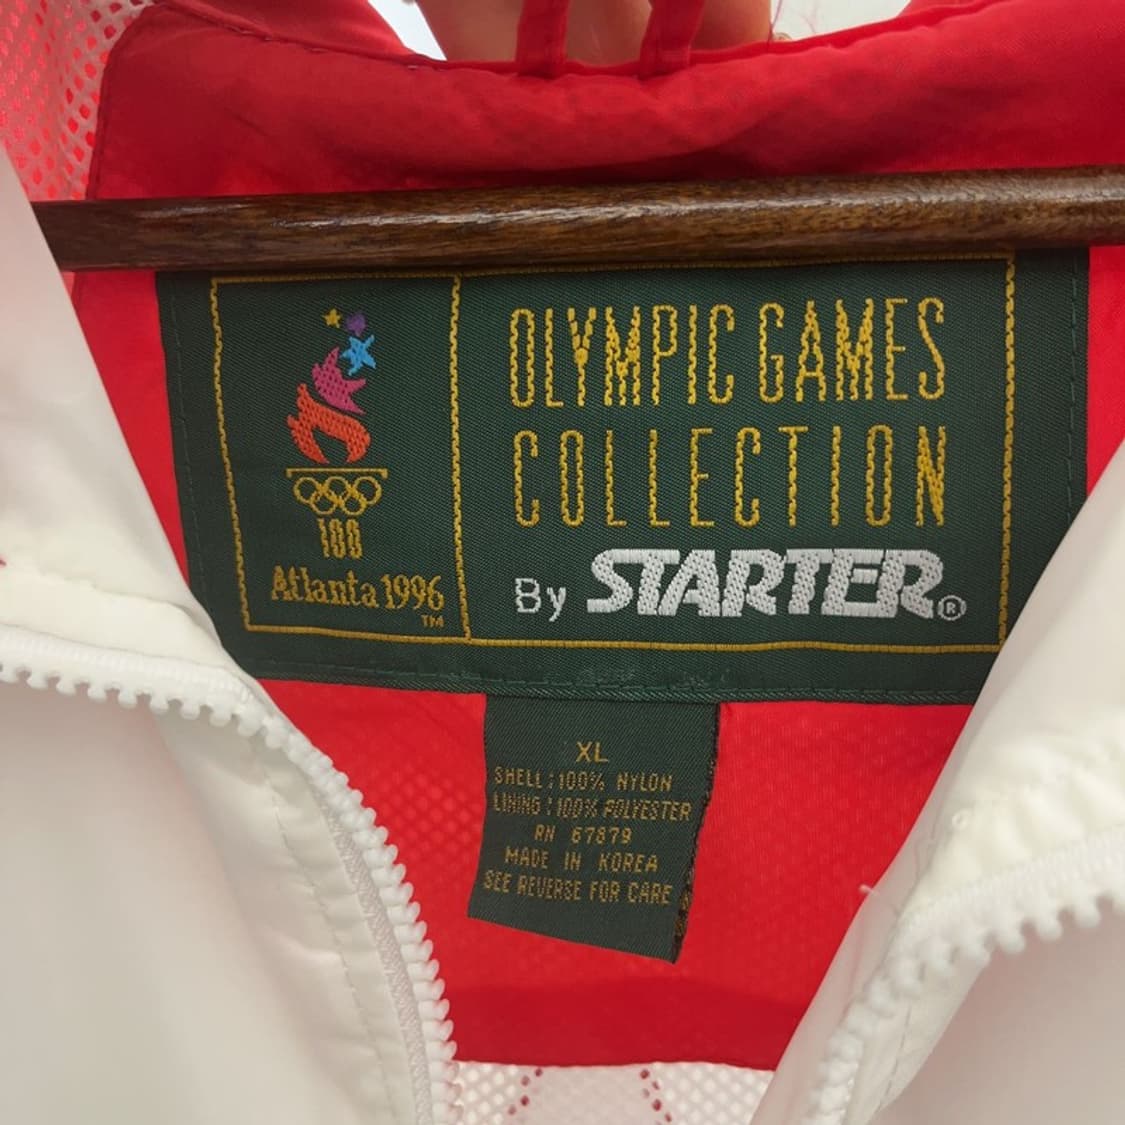 100
Atlanta 1996
TM
OLYMPIC GAMES
COLLECTION
By STARTER®
XL
SHELL:100% NYLON
LINING:100% POLYESTER
RN 67879
MADE IN KOREA
SEE REVERSE FOR CARE